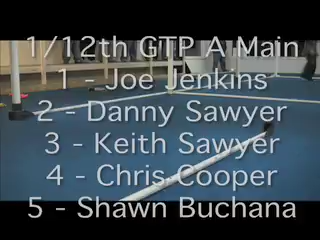 1/12th GTP A Main
1 - Joe Jenkins
2 - Danny Sawyer
3 - Keith Sawyer
4 - Chris Cooper
5 - Shawn Buchana